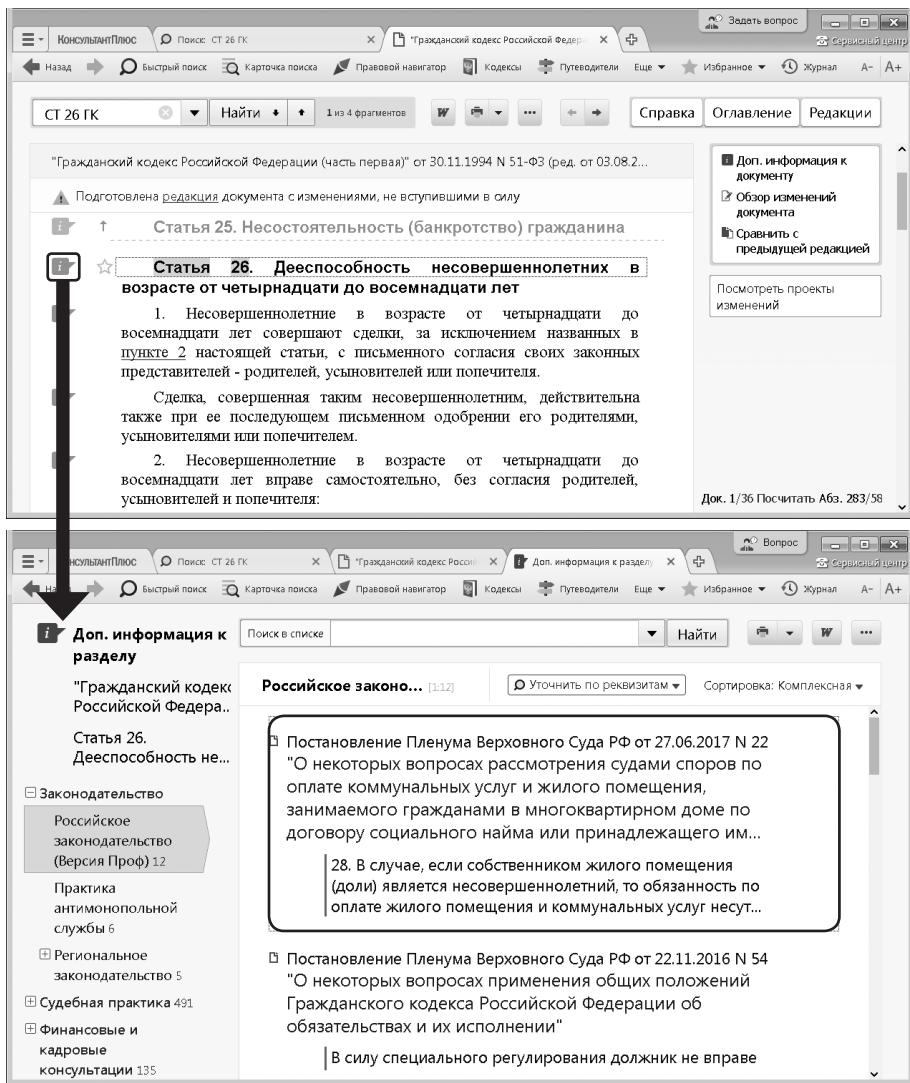 Задать вопрос
КонсультантПлюс
Поиск: СТ 26 ГК
"Гражданский кодекс Российской Федер
Сервисный центр
Назад
Быстрый поиск
Карточка поиска
Правовой навигатор
Кодексы
Путеводители
Еще
Избранное
Журнал
А- А+
СТ 26 ГК
Найти
1 из 4 фрагментов
W
Справка
Оглавление
Редакции
"Гражданский кодекс Российской Федерации (часть первая)" от 30.11.1994 N 51-ФЗ (ред. от 03.08.2...
Подготовлена редакция документа с изменениями, не вступившими в силу
i
Статья 25. Несостоятельность (банкротство) гражданина
i
Статья 26. Дееспособность несовершеннолетних в
возрасте от четырнадцати до восемнадцати лет
1. Несовершеннолетние в возрасте от четырнадцати до
восемнадцати лет совершают сделки, за исключением названных в
пункте 2 настоящей статьи, с письменного согласия своих законных
представителей - родителей, усыновителей или попечителя.
Сделка, совершенная таким несовершеннолетним, действительна
также при ее последующем письменном одобрении его родителями,
усыновителями или попечителем.
2. Несовершеннолетние в возрасте от четырнадцати до
восемнадцати лет вправе самостоятельно, без согласия родителей,
усыновителей и попечителя:
Доп. информация к
документу
Обзор изменений
документа
Сравнить с
предыдущей редакцией
Посмотреть проекты
изменений
Док. 1/36 Посчитать Абз. 283/58
Вопрос
НСУЛЬТАНТПЛЮС
Поиск: СТ 26 ГК
"Гражданский кодекс Россий
Доп. информация к разделу
Сервисный центр
На
Быстрый поиск
Карточка поиска
Правовой навигатор
Кодексы
Путеводители
Еще
Избранное
Журнал
А- А+
i
Доп. информация к
разделу
"Гражданский кодекс
Российской Федера..
Статья 26.
Дееспособность не...
Законодательство
Российское
законодательство
(Версия Проф) 12
Практика
антимонопольной
службы 6
Региональное
законодательство 5
Судебная практика 491
Финансовые и
кадровые
консультации 135
Поиск в списке
Найти
W
Российское законо... [1:12]
Уточнить по реквизитам
Сортировка: Комплексная
Постановление Пленума Верховного Суда РФ от 27.06.2017 N 22
"О некоторых вопросах рассмотрения судами споров по
оплате коммунальных услуг и жилого помещения,
занимаемого гражданами в многоквартирном доме по
договору социального найма или принадлежащего им...
28. В случае, если собственником жилого помещения
(доли) является несовершеннолетний, то обязанность по
оплате жилого помещения и коммунальных услуг несут...
Постановление Пленума Верховного Суда РФ от 22.11.2016 N 54
"О некоторых вопросах применения общих положений
Гражданского кодекса Российской Федерации об
обязательствах и их исполнении"
В силу специального регулирования должник не вправе